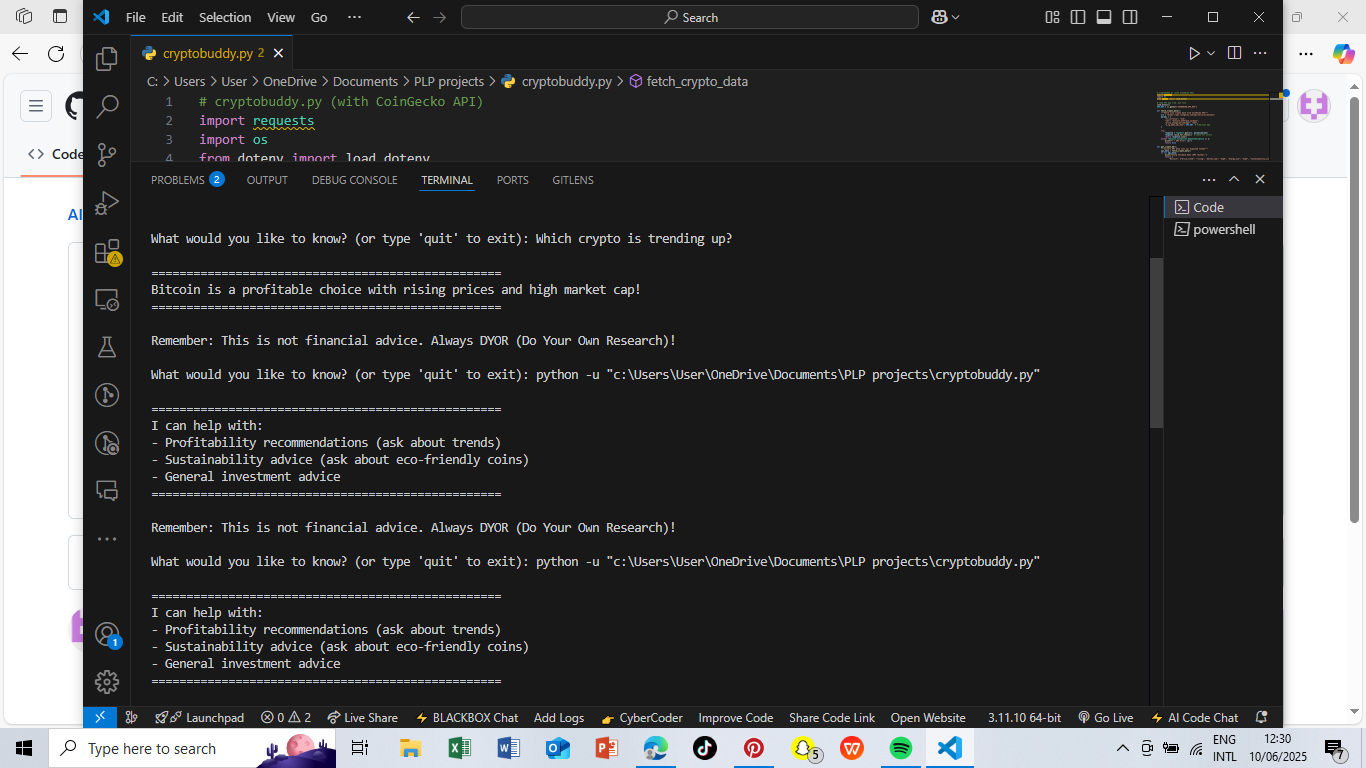 File Edit Selection View Go ···
Search
cryptobuddy.py 2
C: > Users > User > OneDrive > Documents > PLP projects > cryptobuddy.py > fetch_crypto_data
1 # cryptobuddy.py (with CoinGecko API)
2 import requests
3 import os
4 from dotenv import load_dotenv
Code
AI
PROBLEMS 2 OUTPUT DEBUG CONSOLE TERMINAL PORTS GITLENS
Code
powershell
What would you like to know? (or type 'quit' to exit): Which crypto is trending up?
==================================================
Bitcoin is a profitable choice with rising prices and high market cap!
==================================================
Remember: This is not financial advice. Always DYOR (Do Your Own Research)!
What would you like to know? (or type 'quit' to exit): python -u "c:\Users\User\OneDrive\Documents\PLP projects\cryptobuddy.py"
==================================================
I can help with:
- Profitability recommendations (ask about trends)
- Sustainability advice (ask about eco-friendly coins)
- General investment advice
==================================================
Remember: This is not financial advice. Always DYOR (Do Your Own Research)!
What would you like to know? (or type 'quit' to exit): python -u "c:\Users\User\OneDrive\Documents\PLP projects\cryptobuddy.py"
==================================================
I can help with:
- Profitability recommendations (ask about trends)
- Sustainability advice (ask about eco-friendly coins)
- General investment advice
==================================================
1
Launchpad 0 2 Live Share BLACKBOX Chat Add Logs CyberCoder Improve Code Share Code Link Open Website 3.11.10 64-bit Go Live AI Code Chat
Type here to search
5
ENG
INTL
12:30
10/06/2025
7